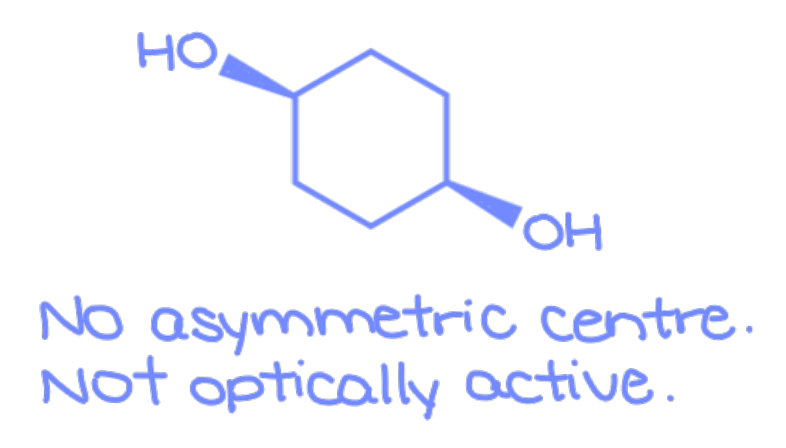 HO
OH
No asymmetric centre.
Not optically active.